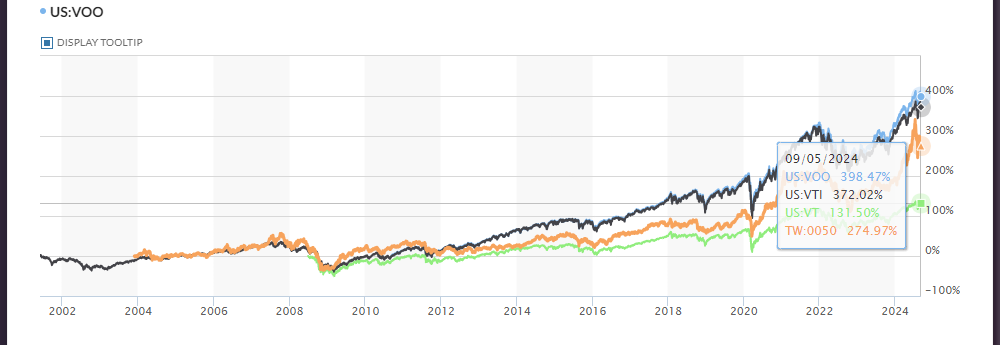 US:VOO
DISPLAY TOOLTIP
400%
300%
200%
100%
0%
-100%
09/05/2024
US:VOO 398.47%
US:VTI 372.02%
US:VT 131.50%
TW:0050 274.97%
2002 2004 2006 2008 2010 2012 2014 2016 2018 2020 2022 2024